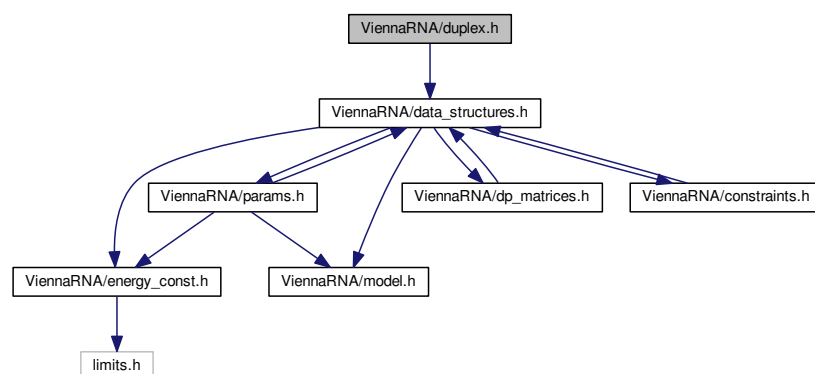 ViennaRNA/duplex.h
ViennaRNA/data_structures.h
ViennaRNA/params.h
ViennaRNA/dp_matrices.h
ViennaRNA/constraints.h
ViennaRNA/energy_const.h
ViennaRNA/model.h
limits.h